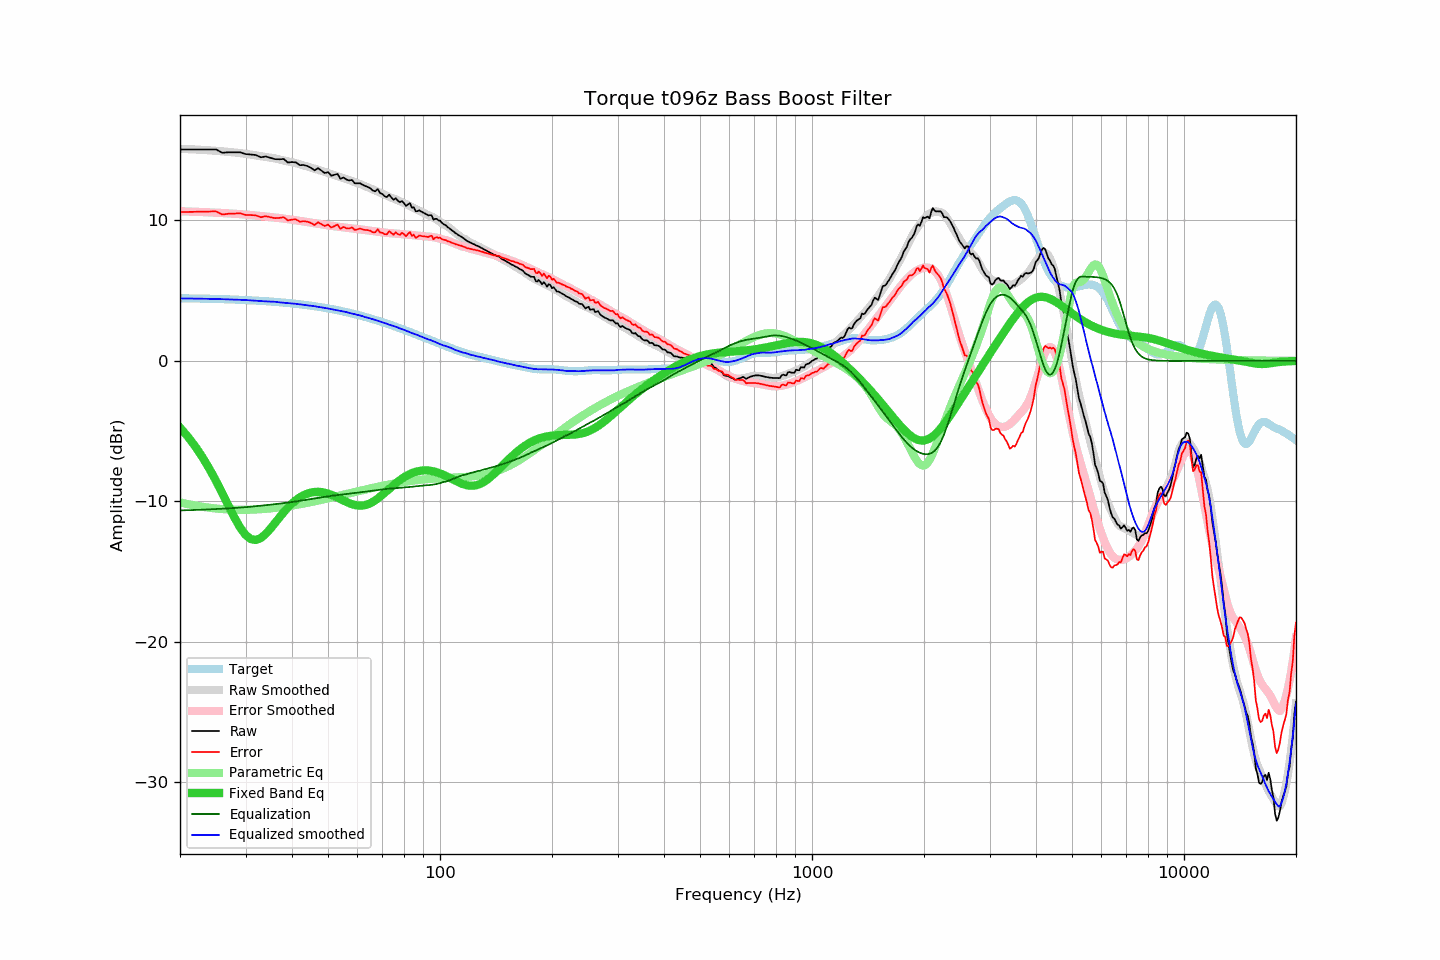 Torque t096z Bass Boost Filter
Amplitude (dBr)
10
0
−10
−20
−30
Target
Raw Smoothed
Error Smoothed
Raw
Error
Parametric Eq
Fixed Band Eq
Equalization
Equalized smoothed
100
1000
10000
Frequency (Hz)